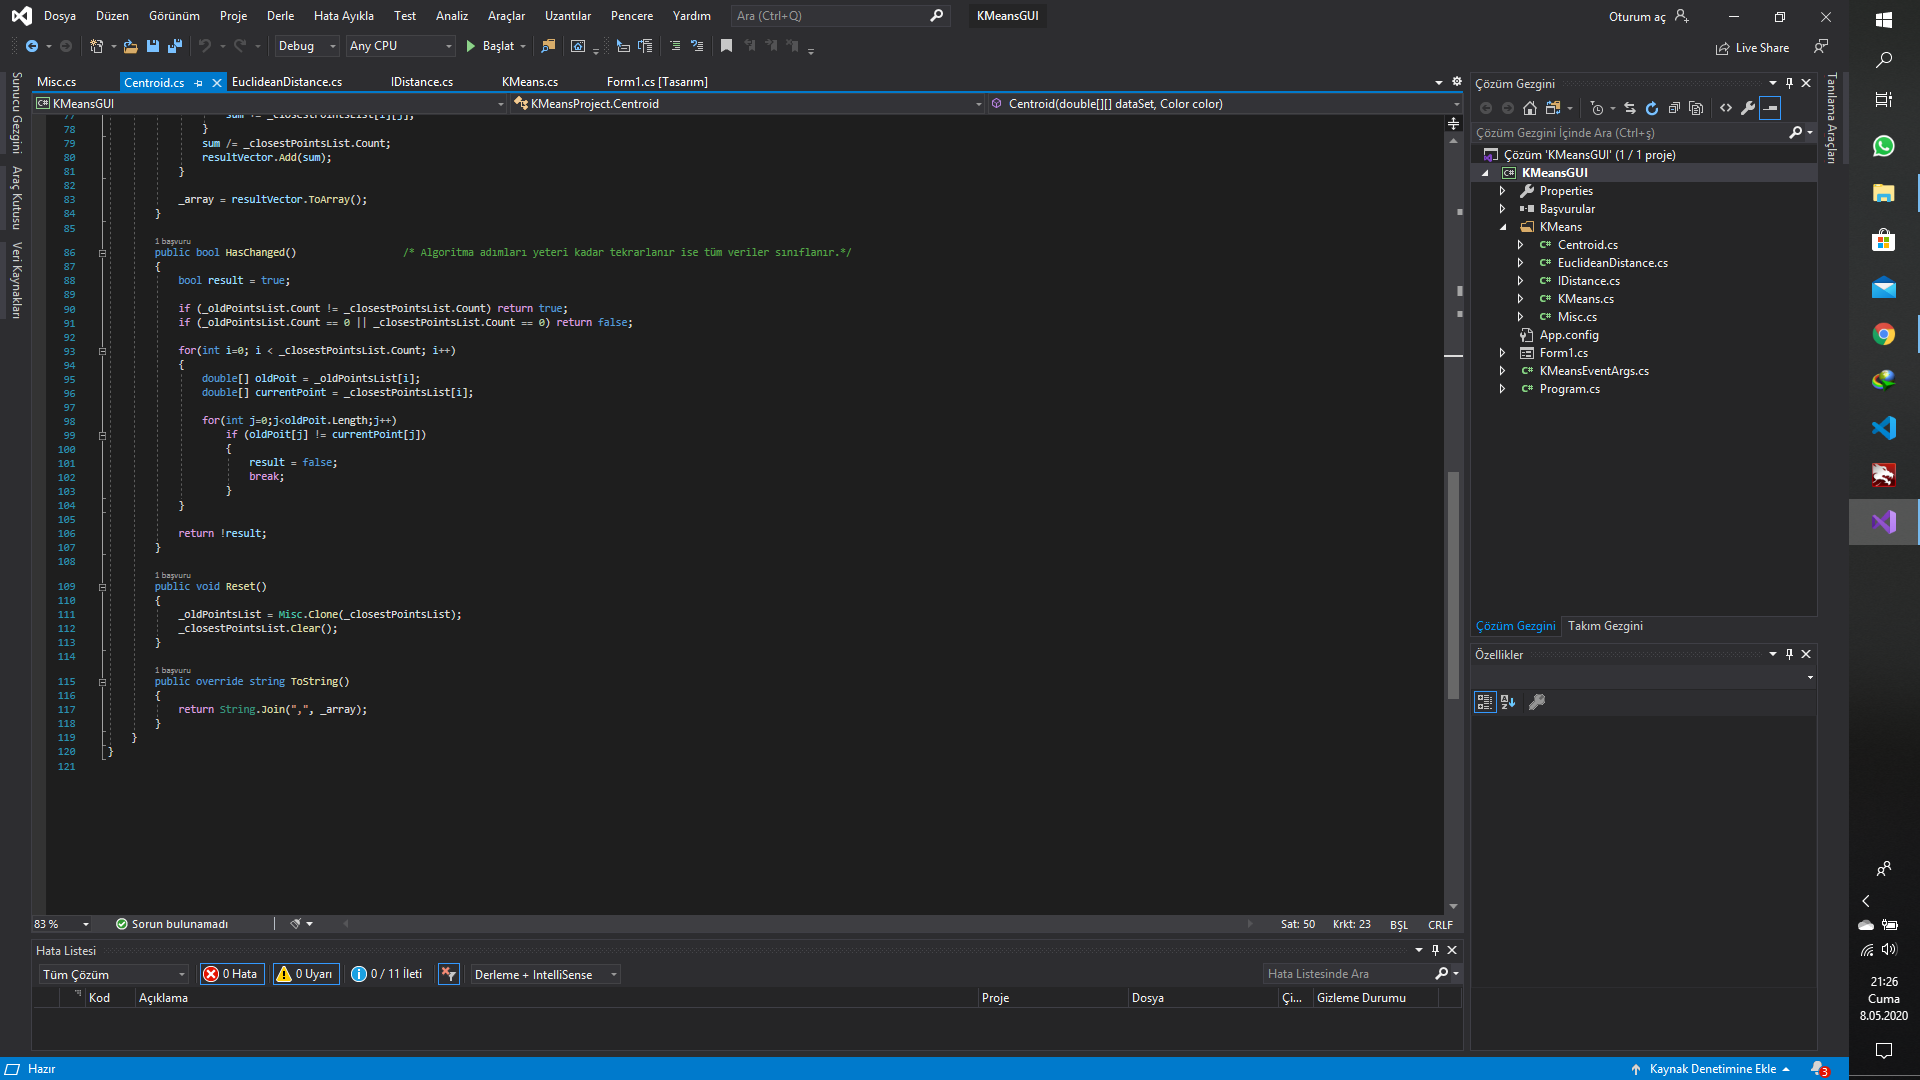 Dosya Düzen Görünüm Proje Derle Hata Ayıkla Test Analiz Araçlar Uzantılar Pencere Yardım Ara (Ctrl+Q) KMeansGUI Oturum aç
Debug Any CPU Başlat Live Share
Sunucu Gezgini
Araç Kutusu
Veri Kaynakları
Misc.cs Centroid.cs EuclideanDistance.cs IDistance.cs KMeans.cs Form1.cs [Tasarım]
KMeansGUI KMeansProject.Centroid Centroid(double[][] dataSet, Color color)
77 sum += _closestPointsList[i][j];
78 }
79 sum /= _closestPointsList.Count;
80 resultVector.Add(sum);
81 }
82
83 _array = resultVector.ToArray();
84 }
85
1 başvuru
86 public bool HasChanged() /* Algoritma adımları yeteri kadar tekrarlanır ise tüm veriler sınıflanır.*/
87 {
88 bool result = true;
89
90 if (_oldPointsList.Count != _closestPointsList.Count) return true;
91 if (_oldPointsList.Count == 0 || _closestPointsList.Count == 0) return false;
92
93 for(int i=0; i < _closestPointsList.Count; i++)
94 {
95 double[] oldPoit = _oldPointsList[i];
96 double[] currentPoint = _closestPointsList[i];
97
98 for(int j=0;j<oldPoit.Length;j++)
99 if (oldPoit[j] != currentPoint[j])
100 {
101 result = false;
102 break;
103 }
104 }
105
106 return !result;
107 }
108
1 başvuru
109 public void Reset()
110 {
111 _oldPointsList = Misc.Clone(_closestPointsList);
112 _closestPointsList.Clear();
113 }
114
1 başvuru
115 public override string ToString()
116 {
117 return String.Join(",", _array);
118 }
119 }
120 }
121
83 % Sorun bulunamadı Sat: 50 Krkt: 23 BŞL CRLF
Hata Listesi
Tüm Çözüm 0 Hata 0 Uyarı 0 / 11 İleti Derleme + IntelliSense Hata Listesinde Ara
Kod Açıklama Proje Dosya Çi... Gizleme Durumu
Çözüm Gezgini
Çözüm Gezgini İçinde Ara (Ctrl+ş)
Çözüm 'KMeansGUI' (1 / 1 proje)
KMeansGUI
Properties
Başvurular
KMeans
Centroid.cs
EuclideanDistance.cs
IDistance.cs
KMeans.cs
Misc.cs
App.config
Form1.cs
KMeansEventArgs.cs
Program.cs
Çözüm Gezgini Takım Gezgini
Özellikler
Tanılama Araçları
21:26
Cuma
8.05.2020
Hazır Kaynak Denetimine Ekle 3